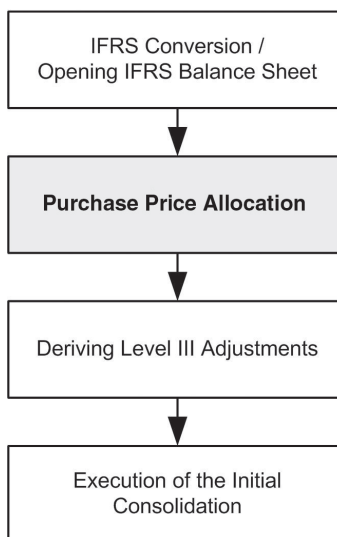 IFRS Conversion /
Opening IFRS Balance Sheet
Purchase Price Allocation
Deriving Level III Adjustments
Execution of the Initial
Consolidation